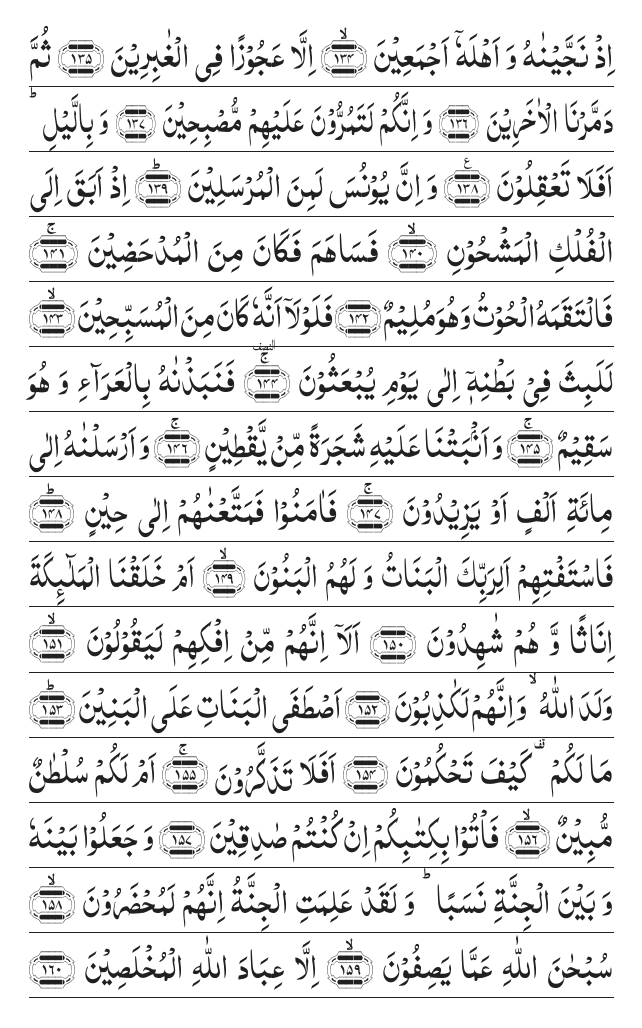 اِذْ نَجَّيْنٰهُ وَ اَهْلَهٗۤ اَجْمَعِيْنَ ۙ﴿۱۳۴﴾ اِلَّا عَجُوْزًا فِی الْغٰبِرِيْنَ ﴿۱۳۵﴾ ثُمَّ
دَمَّرْنَا الْاٰخَرِيْنَ ﴿۱۳۶﴾ وَ اِنَّكُمْ لَتَمُرُّوْنَ عَلَيْهِمْ مُّصْبِحِيْنَ ﴿۱۳۷﴾ وَ بِالَّيْلِ ؕ
اَفَلَا تَعْقِلُوْنَ ﴿۱۳۸﴾٪ وَ اِنَّ يُوْنُسَ لَمِنَ الْمُرْسَلِيْنَ ﴿۱۳۹﴾ؕ اِذْ اَبَقَ اِلَی
الْفُلْكِ الْمَشْحُوْنِ ﴿۱۴۰﴾ۙ فَسَاهَمَ فَكَانَ مِنَ الْمُدْحَضِيْنَ ﴿۱۴۱﴾ۚ
فَالْتَقَمَهُ الْحُوْتُ وَ هُوَ مُلِيْمٌ ﴿۱۴۲﴾ فَلَوْ لَاۤ اَنَّهٗ كَانَ مِنَ الْمُسَبِّحِيْنَ ﴿۱۴۳﴾ۙ
لَلَبِثَ فِیْ بَطْنِهٖۤ اِلٰی يَوْمِ يُبْعَثُوْنَ ﴿۱۴۴﴾ۚ النصف فَنَبَذْنٰهُ بِالْعَرَآءِ وَ هُوَ
سَقِيْمٌ ﴿۱۴۵﴾ۚ وَ اَنْۢبَتْنَا عَلَيْهِ شَجَرَةً مِّنْ يَّقْطِيْنٍ ﴿۱۴۶﴾ۚ وَ اَرْسَلْنٰهُ اِلٰی
مِائَةِ اَلْفٍ اَوْ يَزِيْدُوْنَ ﴿۱۴۷﴾ۚ فَاٰمَنُوْا فَمَتَّعْنٰهُمْ اِلٰی حِيْنٍ ﴿۱۴۸﴾ؕ
فَاسْتَفْتِهِمْ اَلِرَبِّكَ الْبَنَاتُ وَ لَهُمُ الْبَنُوْنَ ﴿۱۴۹﴾ۙ اَمْ خَلَقْنَا الْمَلٰٓئِكَةَ
اِنَاثًا وَّ هُمْ شٰهِدُوْنَ ﴿۱۵۰﴾ اَلَاۤ اِنَّهُمْ مِّنْ اِفْكِهِمْ لَيَقُوْلُوْنَ ﴿۱۵۱﴾ۙ
وَلَدَ اللّٰهُ ۙ وَ اِنَّهُمْ لَكٰذِبُوْنَ ﴿۱۵۲﴾ اَصْطَفَی الْبَنَاتِ عَلَی الْبَنِيْنَ ﴿۱۵۳﴾ؕ
مَا لَكُمْ ۟ كَيْفَ تَحْكُمُوْنَ ﴿۱۵۴﴾ اَفَلَا تَذَكَّرُوْنَ ﴿۱۵۵﴾ۚ اَمْ لَكُمْ سُلْطٰنٌ
مُّبِيْنٌ ﴿۱۵۶﴾ۙ فَاْتُوْا بِكِتٰبِكُمْ اِنْ كُنْتُمْ صٰدِقِيْنَ ﴿۱۵۷﴾ وَ جَعَلُوْا بَيْنَهٗ
وَ بَيْنَ الْجِنَّةِ نَسَبًا ؕ وَ لَقَدْ عَلِمَتِ الْجِنَّةُ اِنَّهُمْ لَمُحْضَرُوْنَ ﴿۱۵۸﴾ۙ
سُبْحٰنَ اللّٰهِ عَمَّا يَصِفُوْنَ ﴿۱۵۹﴾ۙ اِلَّا عِبَادَ اللّٰهِ الْمُخْلَصِيْنَ ﴿۱۶۰﴾